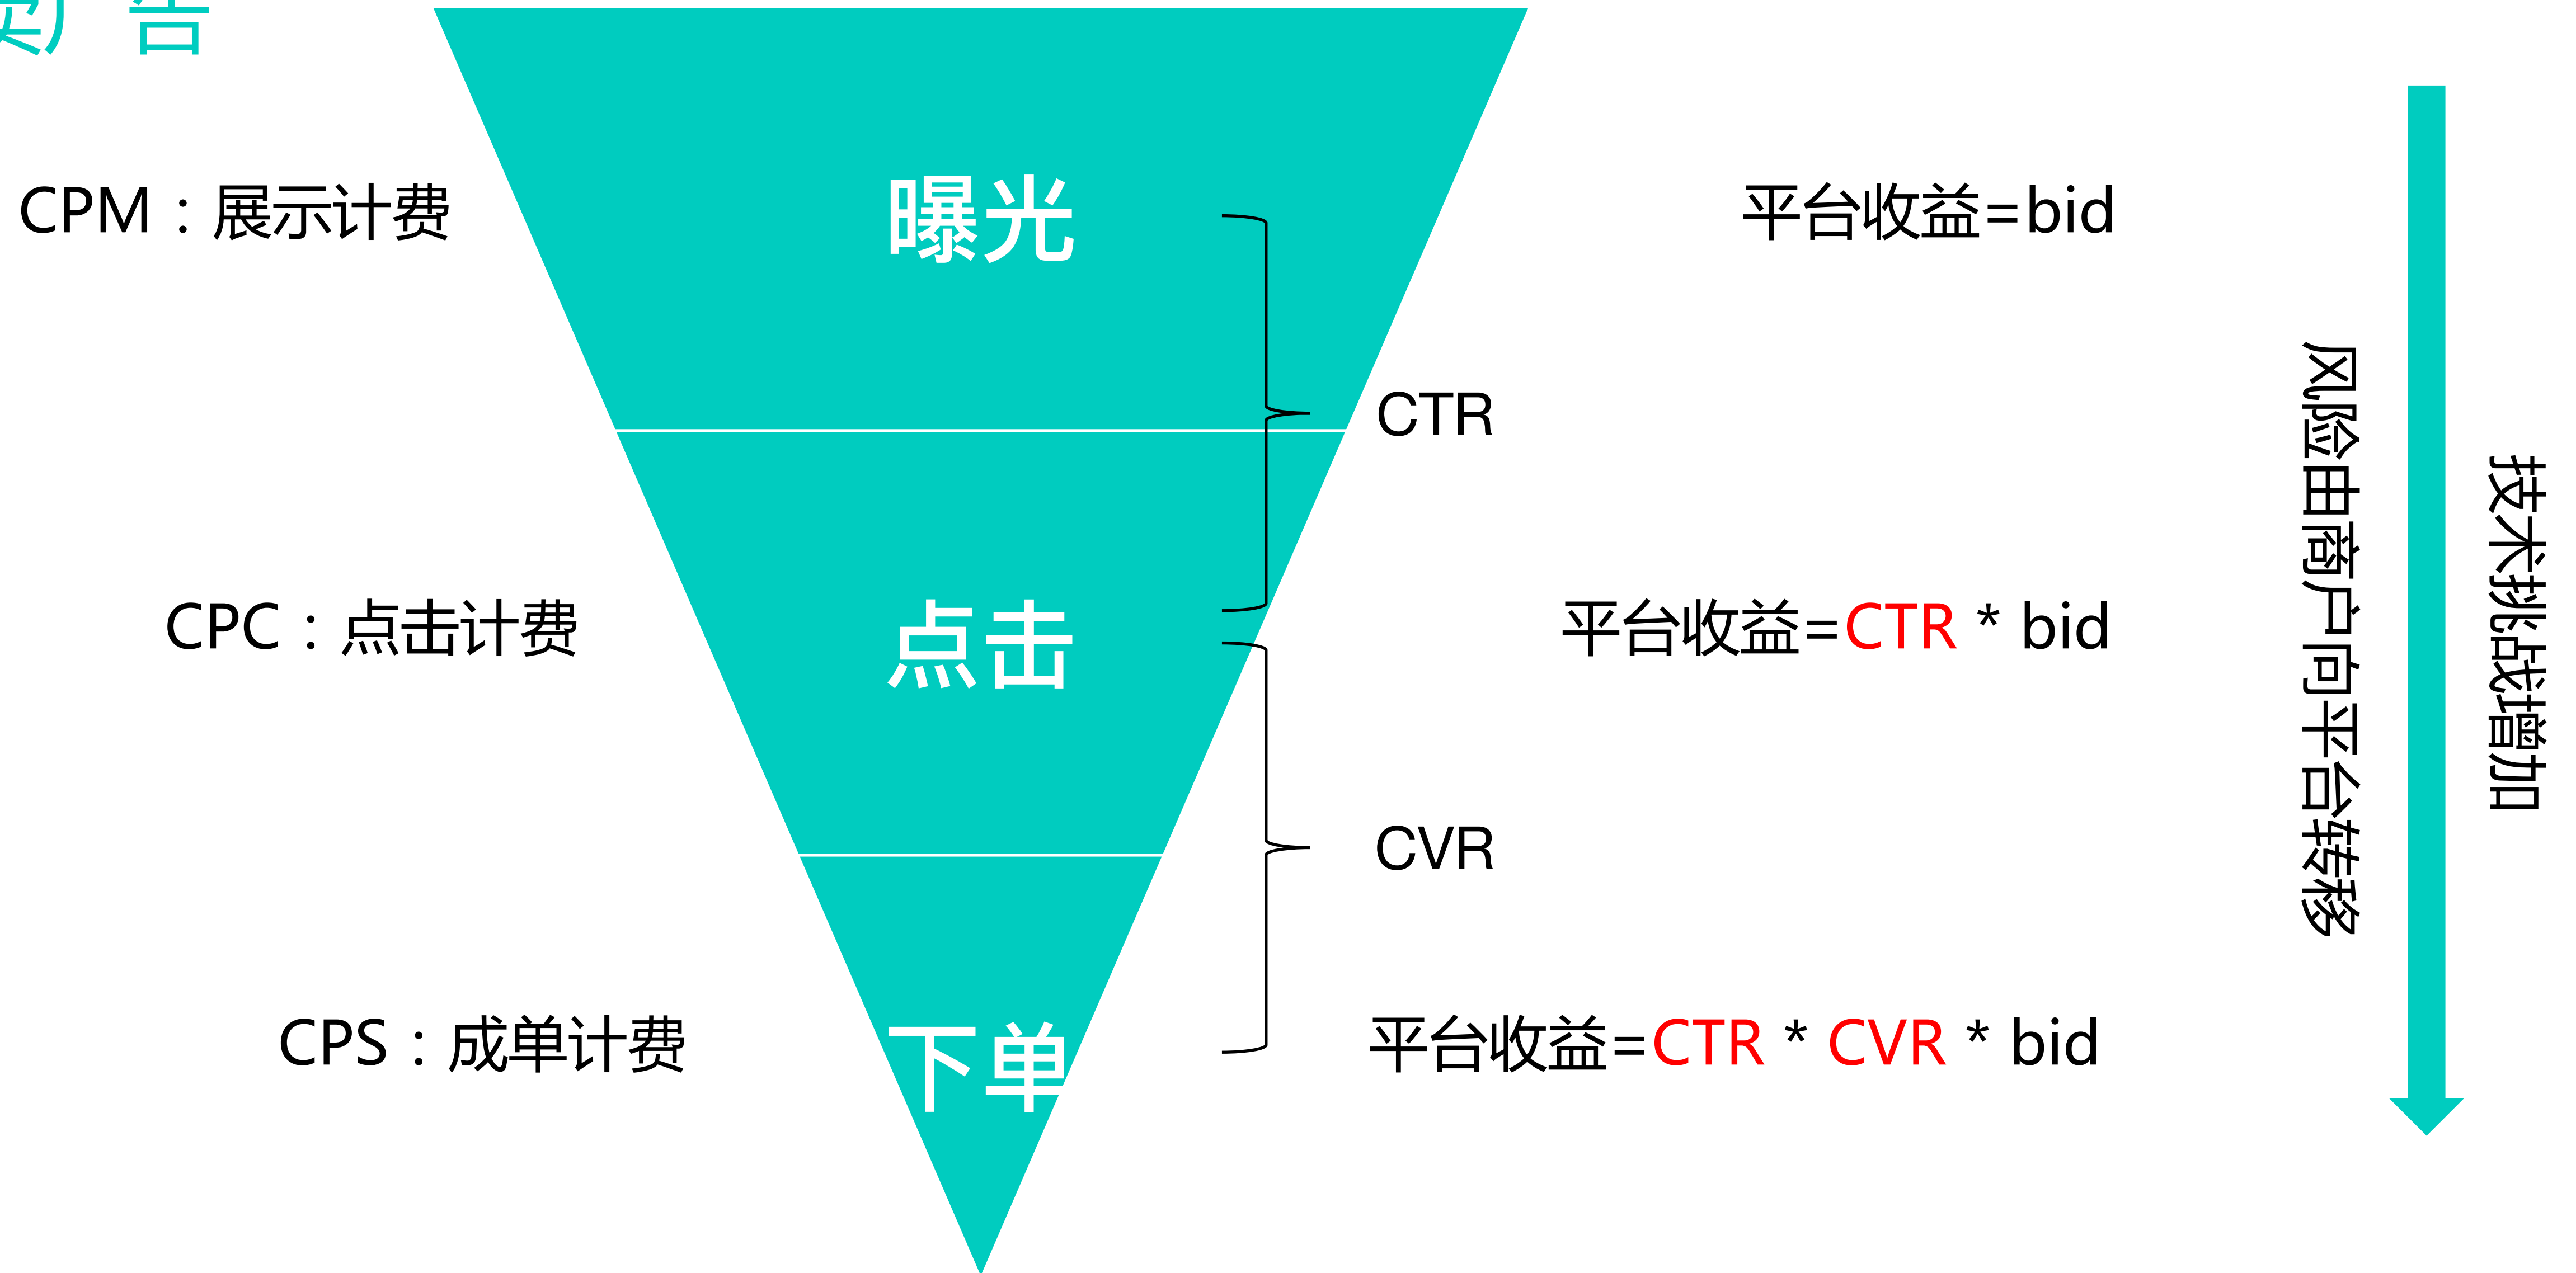 告
CPM：展示计费
曝光
平台收益=bid
CTR
CPC：点击计费
点击
平台收益=CTR * bid
CVR
CPS：成单计费
下单
平台收益=CTR * CVR * bid
风险由商户向平台转移
技术挑战增加